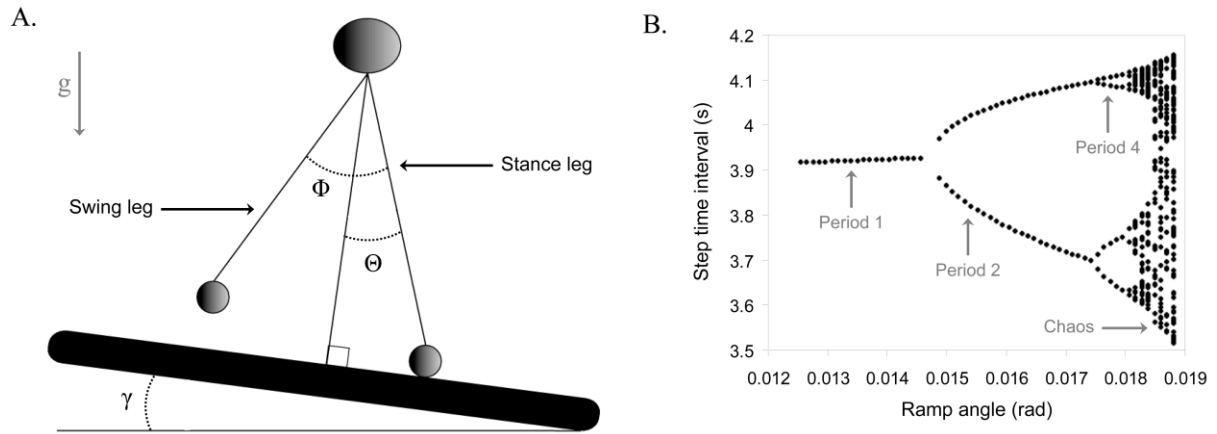 A.
g
Swing leg
Stance leg
Φ
Θ
γ
B.
Step time interval (s)
4.2
4.1
4
3.9
3.8
3.7
3.6
3.5
Period 1
Period 2
Period 4
Chaos
0.012 0.013 0.014 0.015 0.016 0.017 0.018 0.019
Ramp angle (rad)